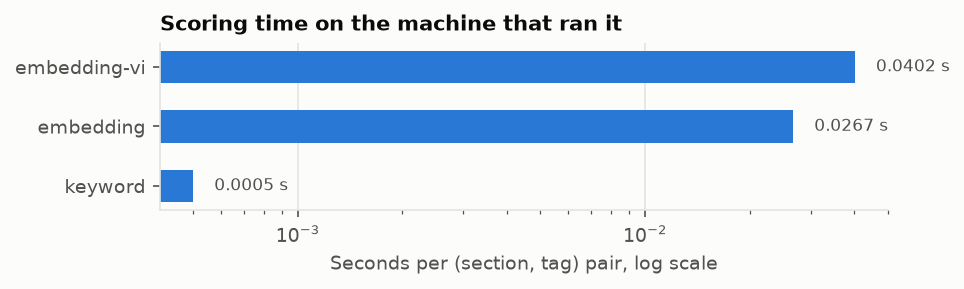 Scoring time on the machine that ran it
embedding-vi
0.0402 s
embedding
0.0267 s
keyword
0.0005 s
10⁻³
10⁻²
Seconds per (section, tag) pair, log scale